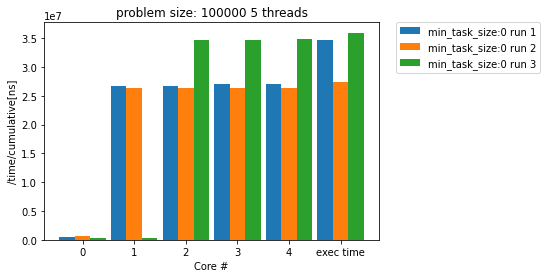 problem size: 100000 5 threads
1e7
3.5
3.0
2.5
2.0
1.5
1.0
0.5
0.0
/time/cumulative[ns]
0 1 2 3 4 exec time
Core #
min_task_size:0 run 1
min_task_size:0 run 2
min_task_size:0 run 3